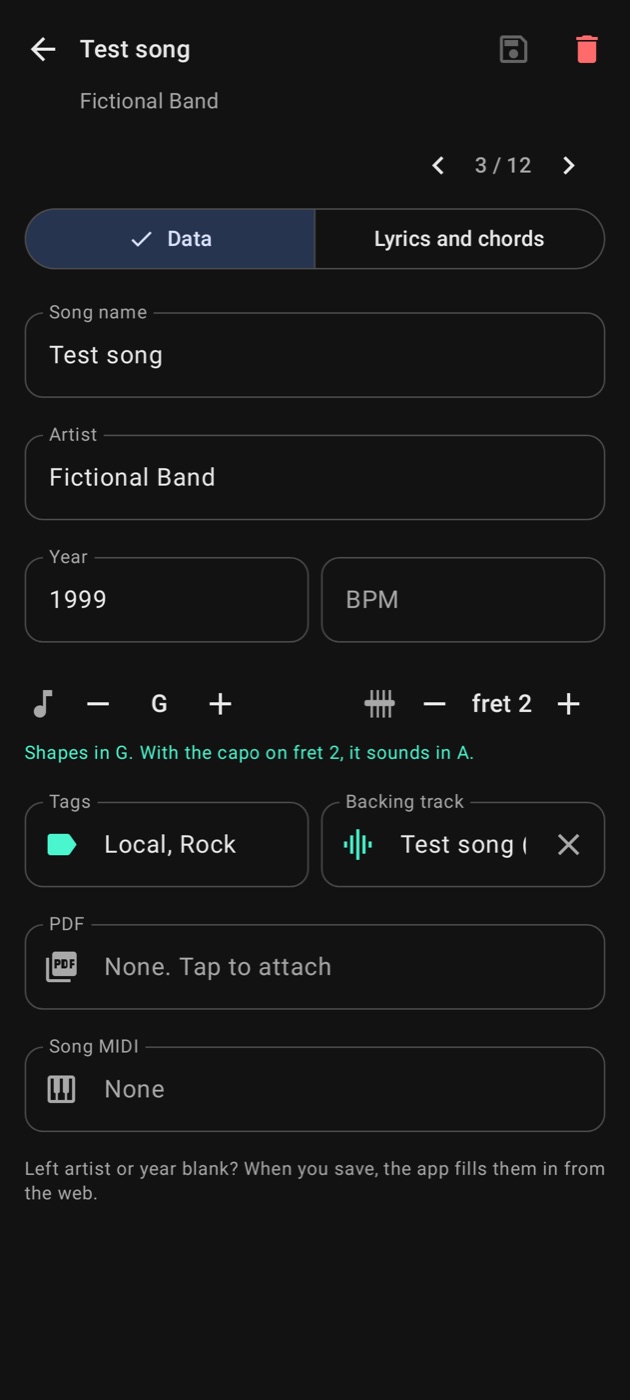 Test song
Fictional Band
3 / 12
Data
Lyrics and chords
Song name
Test song
Artist
Fictional Band
Year
1999
BPM
G
fret 2
Shapes in G. With the capo on fret 2, it sounds in A.
Tags
Local, Rock
Backing track
Test song (
PDF
PDF
None. Tap to attach
Song MIDI
None
Left artist or year blank? When you save, the app fills them in from
the web.